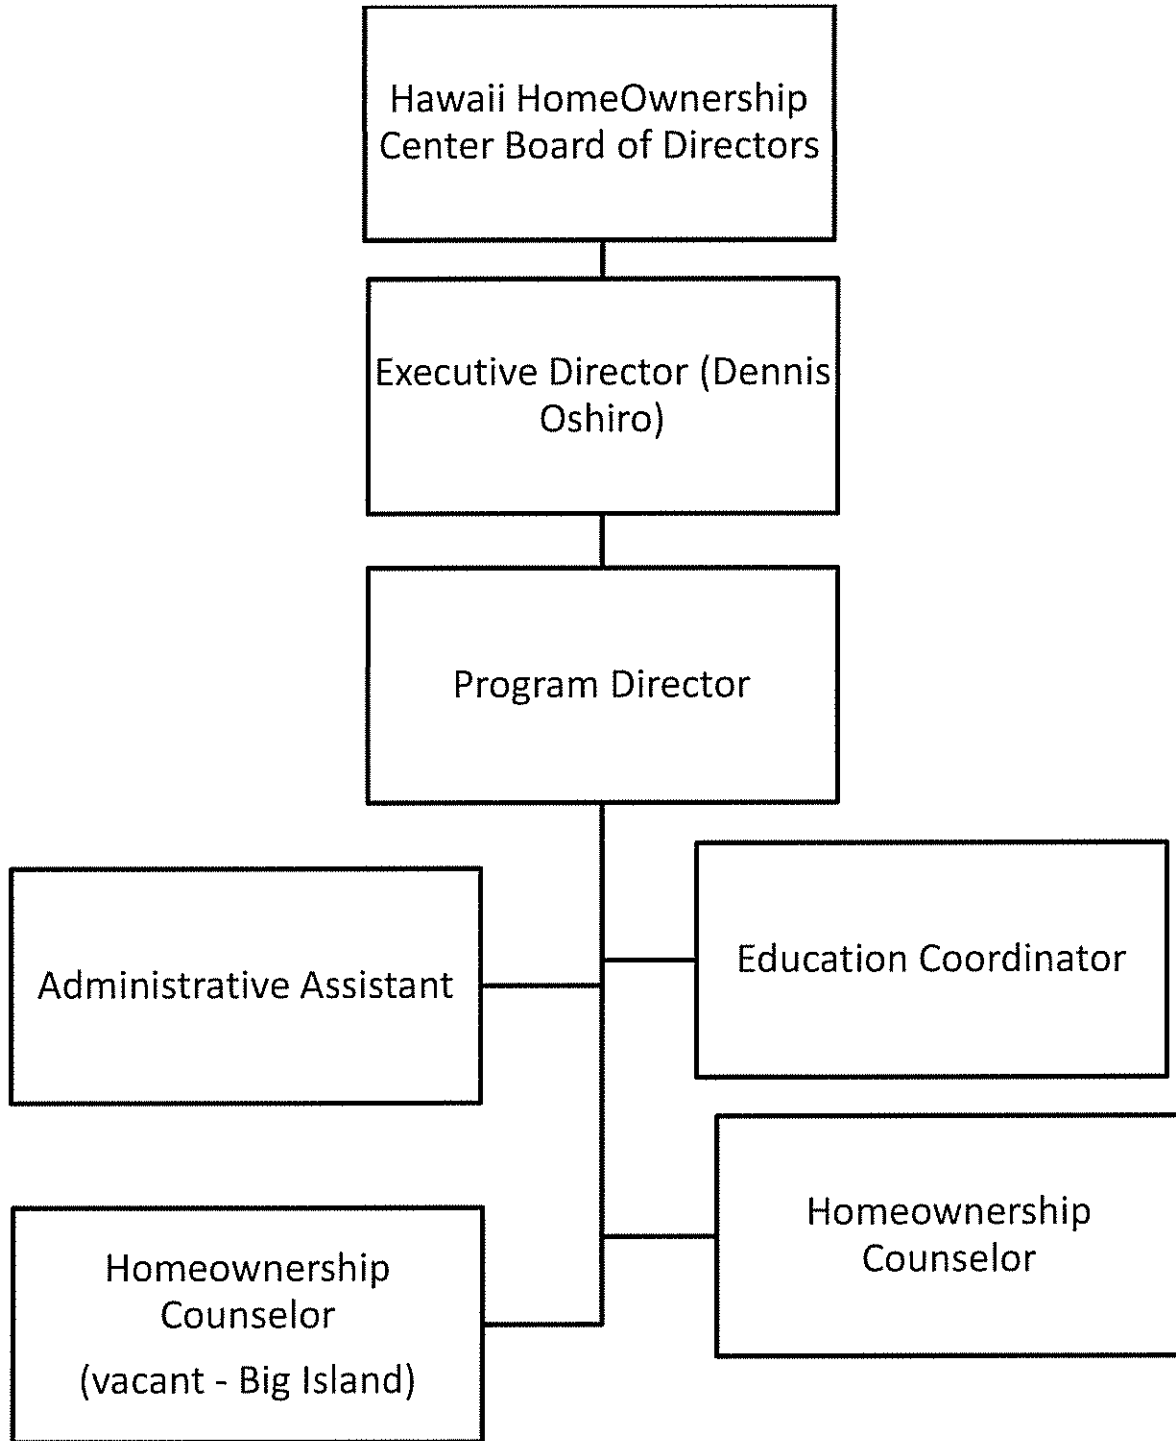 Hawaii HomeOwnership
Center Board of Directors
Executive Director (Dennis
Oshiro)
Program Director
Administrative Assistant
Education Coordinator
Homeownership
Counselor
(vacant - Big Island)
Homeownership
Counselor